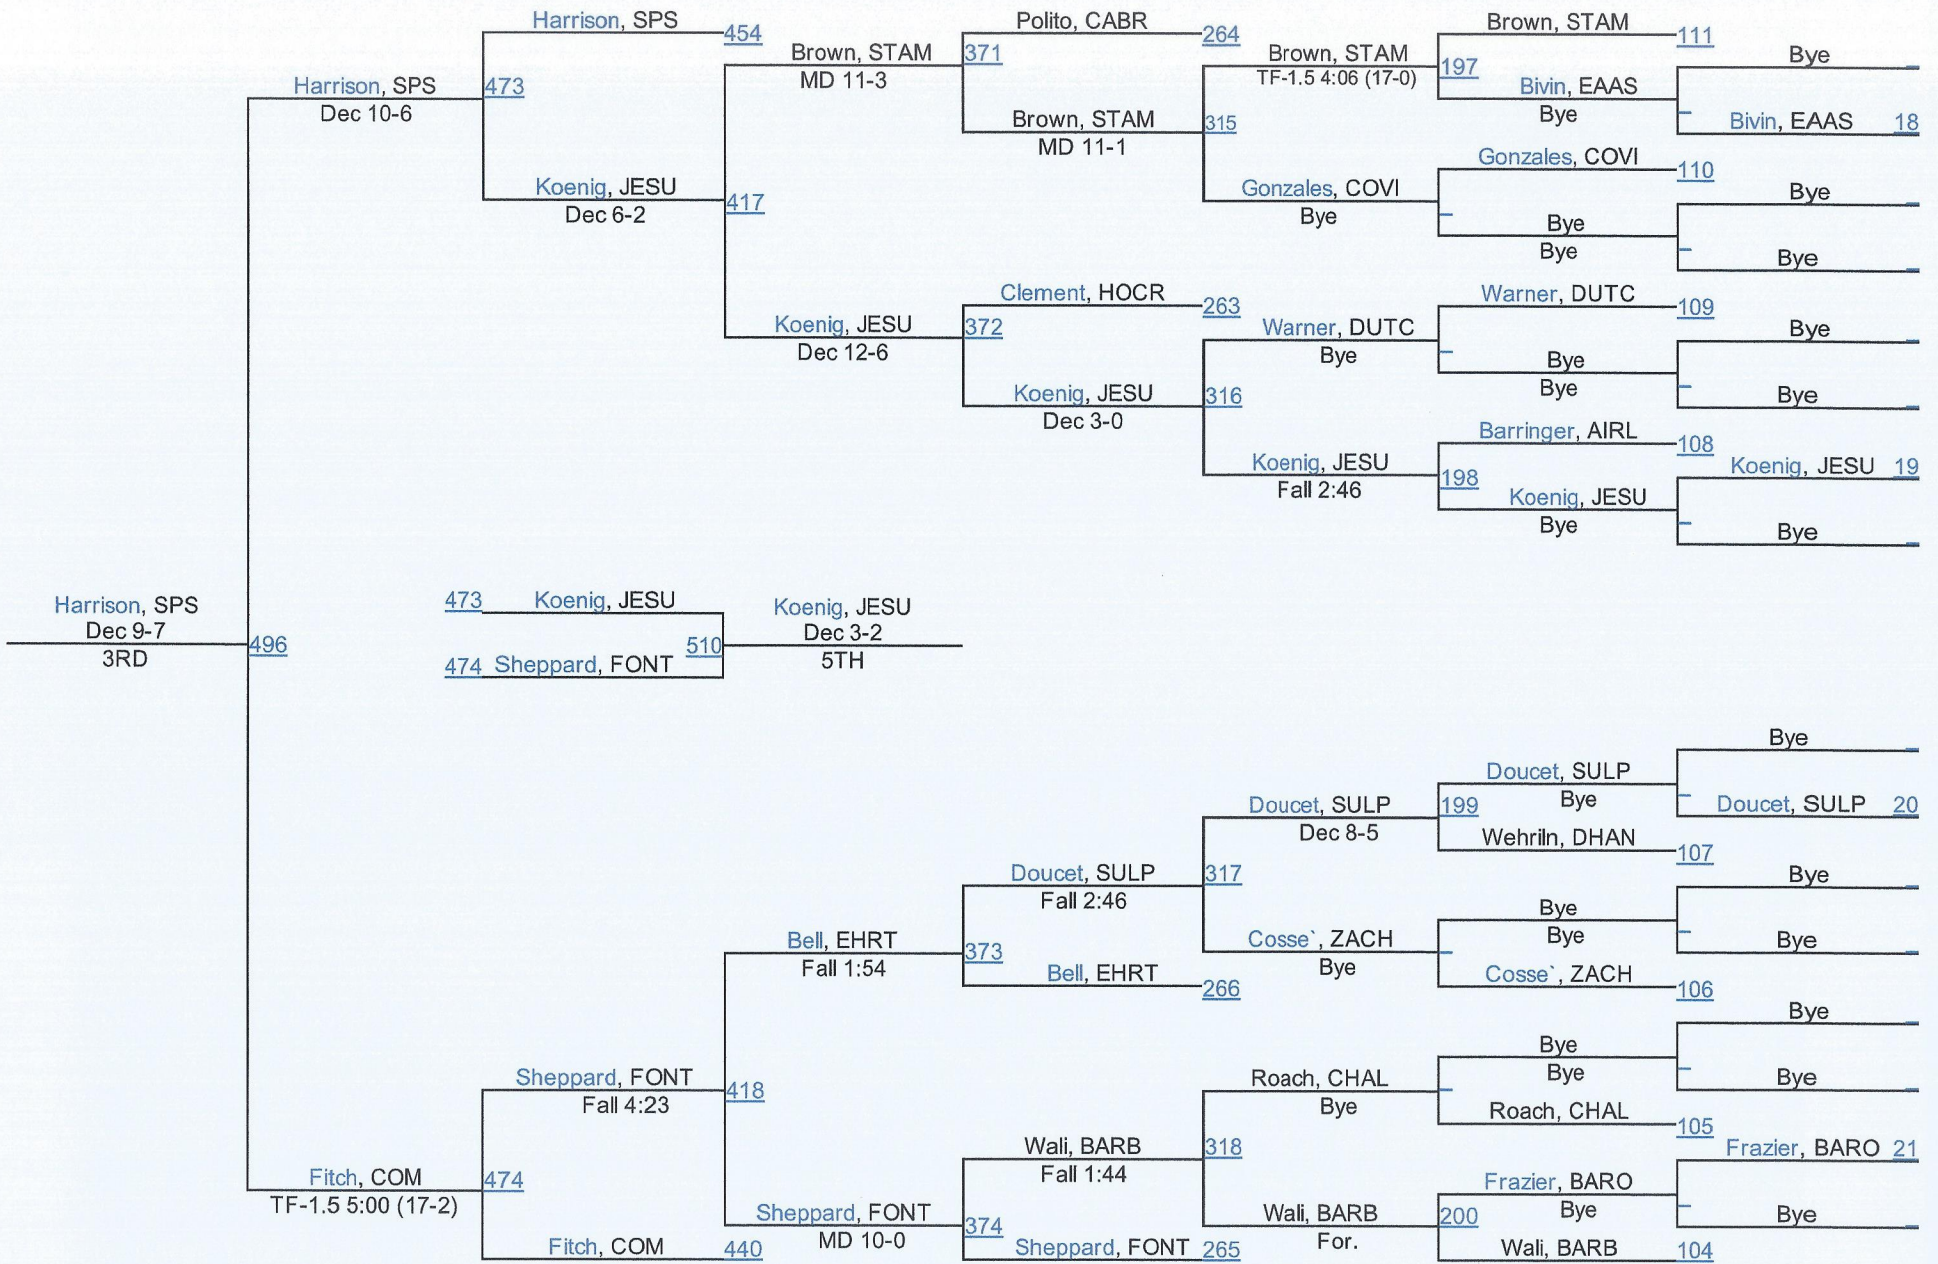 Harrison, SPS
454
Polito, CABR
264
Brown, STAM
111
Brown, STAM
MD 11-3
371
Brown, STAM
TF-1.5 4:06 (17-0)
197
Bye
Harrison, SPS
Dec 10-6
473
Bivin, EAAS
Bye
Brown, STAM
MD 11-1
315
Bivin, EAAS 18
Gonzales, COVI
110
Koenig, JESU
Dec 6-2
417
Gonzales, COVI
Bye
Bye
Bye
Bye
Bye
Clement, HOCR
263
Warner, DUTC
109
Koenig, JESU
Dec 12-6
372
Warner, DUTC
Bye
Bye
Bye
Bye
Koenig, JESU
Dec 3-0
316
Bye
Barringer, AIRL
108
Koenig, JESU
Fall 2:46
198
Koenig, JESU 19
Koenig, JESU
Bye
Bye
Harrison, SPS
Dec 9-7
3RD
496
473 Koenig, JESU
510
474 Sheppard, FONT
Koenig, JESU
Dec 3-2
5TH
Bye
Doucet, SULP
Bye
Doucet, SULP
Dec 8-5
199
Doucet, SULP 20
Wehriln, DHAN
107
Doucet, SULP
Fall 2:46
317
Bye
Bye
Bye
Bell, EHRT
Fall 1:54
373
Cosse`, ZACH
Bye
Bye
Bell, EHRT
266
Cosse`, ZACH
106
Bye
Bye
Bye
Sheppard, FONT
Fall 4:23
418
Roach, CHAL
Bye
Bye
Roach, CHAL
105
Wali, BARB
Fall 1:44
318
Frazier, BARO 21
Fitch, COM
TF-1.5 5:00 (17-2)
474
Frazier, BARO
Bye
Sheppard, FONT
MD 10-0
374
Wali, BARB
For.
200
Bye
Fitch, COM
440
Sheppard, FONT 265
Wali, BARB
104